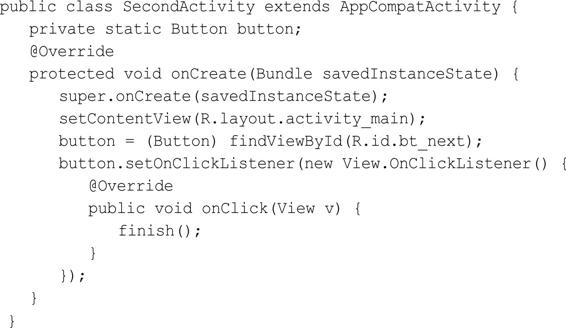 public class SecondActivity extends AppCompatActivity {
    private static Button button;
    @Override
    protected void onCreate(Bundle savedInstanceState) {
        super.onCreate(savedInstanceState);
        setContentView(R.layout.activity_main);
        button = (Button) findViewById(R.id.bt_next);
        button.setOnClickListener(new View.OnClickListener() {
            @Override
            public void onClick(View v) {
                finish();
            }
        });
    }
}